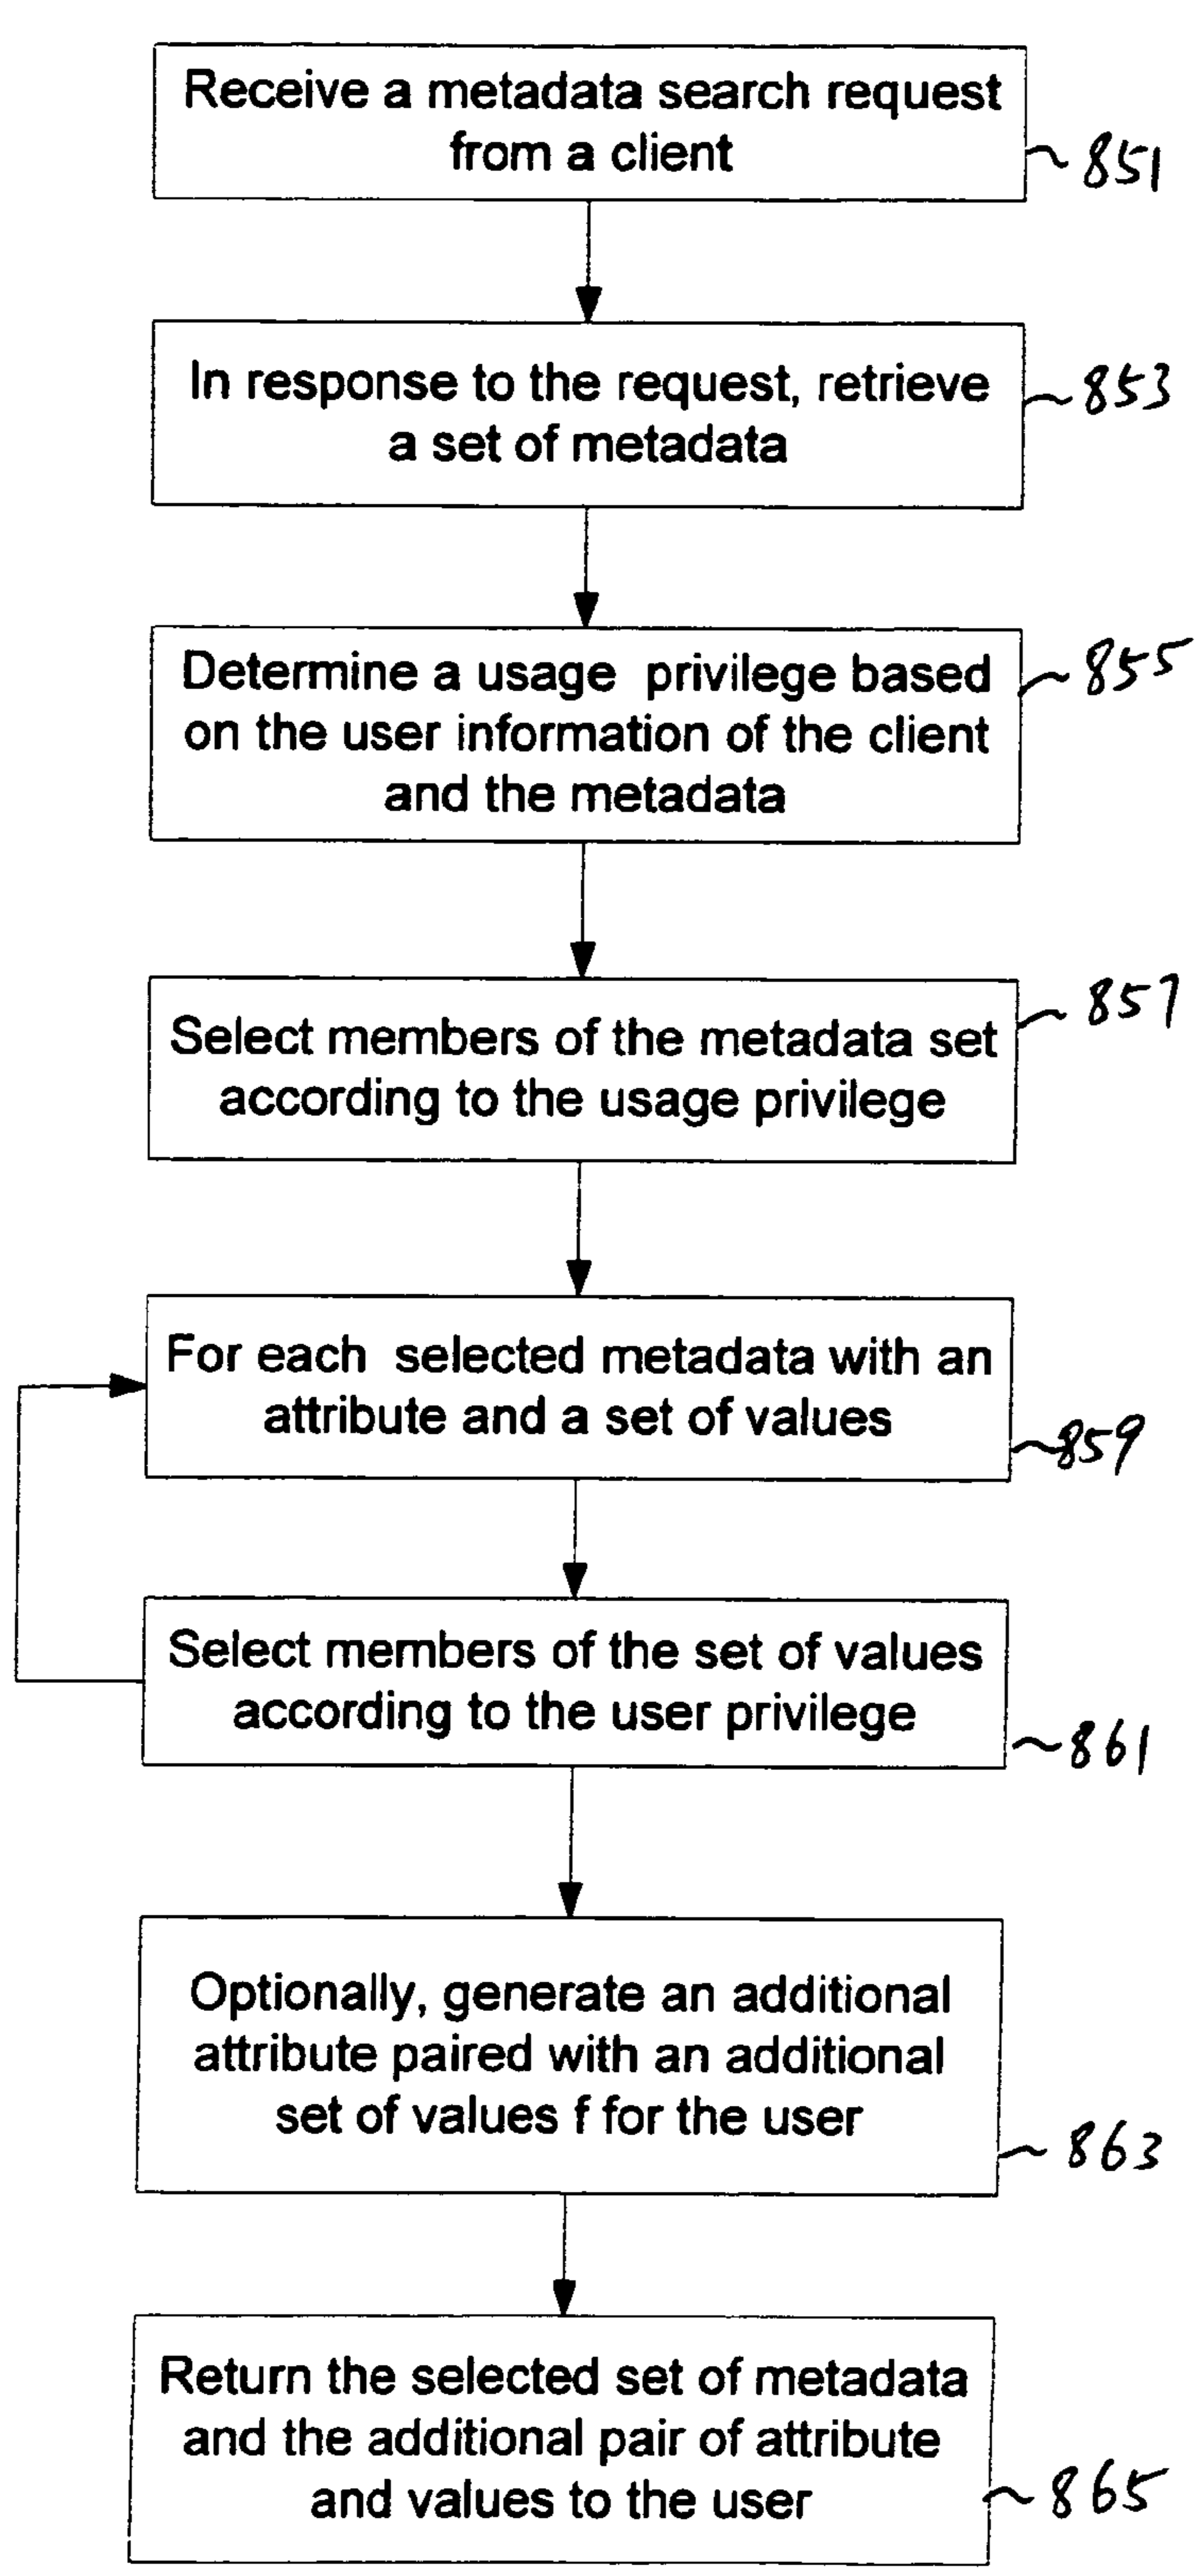 Receive a metadata search request
from a client
851
In response to the request, retrieve
a set of metadata
853
Determine a usage privilege based
on the user information of the client
and the metadata
855
Select members of the metadata set
according to the usage privilege
857
For each selected metadata with an
attribute and a set of values
859
Select members of the set of values
according to the user privilege
861
Optionally, generate an additional
attribute paired with an additional
set of values f for the user
863
Return the selected set of metadata
and the additional pair of attribute
and values to the user
865